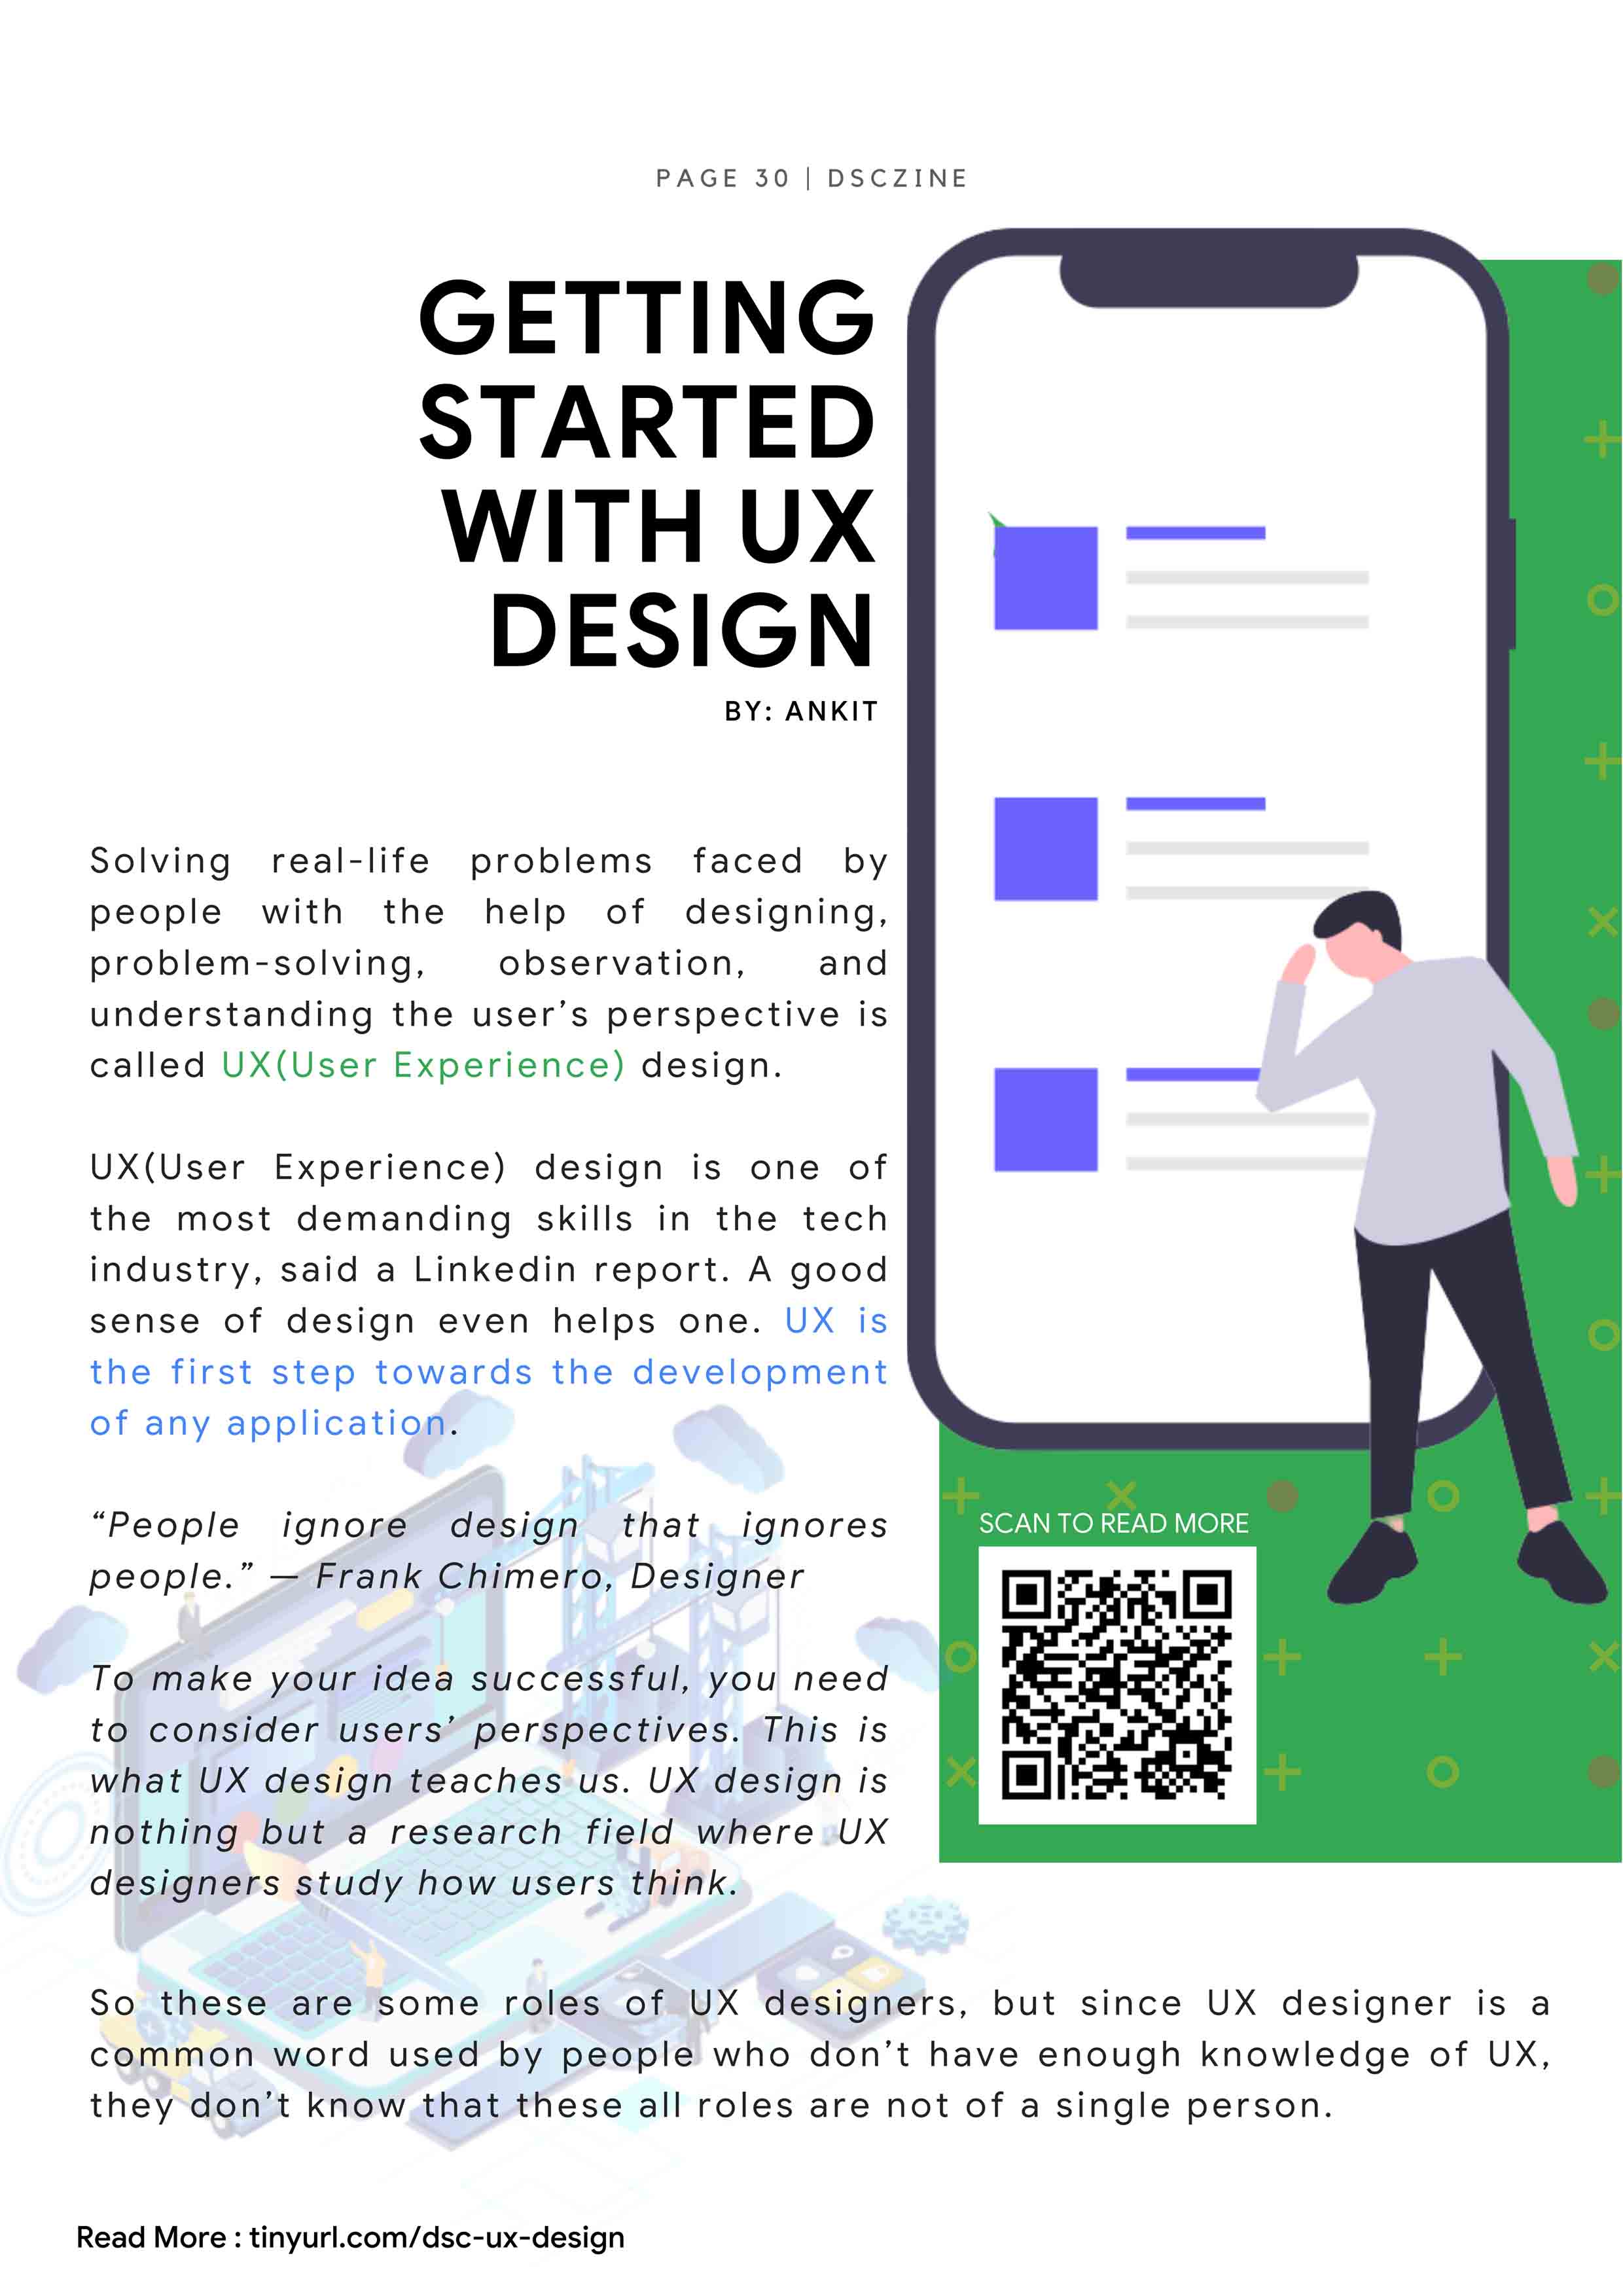 PAGE 30 | DSCZINE
GETTING
STARTED
WITH UX
DESIGN
BY: ANKIT
Solving real-life problems faced by
people with the help of designing,
problem-solving, observation, and
understanding the user’s perspective is
called UX(User Experience) design.
UX(User Experience) design is one of
the most demanding skills in the tech
industry, said a Linkedin report. A good
sense of design even helps one. UX is
the first step towards the development
of any application.
“People ignore design that ignores
people.” — Frank Chimero, Designer
To make your idea successful, you need
to consider users’ perspectives. This is
what UX design teaches us. UX design is
nothing but a research field where UX
designers study how users think.
SCAN TO READ MORE
So these are some roles of UX designers, but since UX designer is a
common word used by people who don’t have enough knowledge of UX,
they don’t know that these all roles are not of a single person.
Read More : tinyurl.com/dsc-ux-design